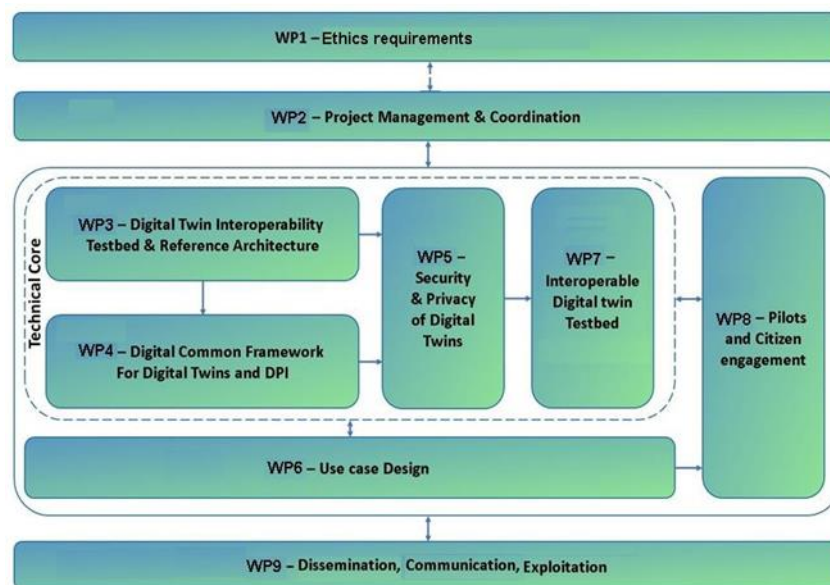 WP1 – Ethics requirements
WP2 – Project Management & Coordination
Technical Core
WP3 – Digital Twin Interoperability
Testbed & Reference Architecture
WP4 – Digital Common Framework
For Digital Twins and DPI
WP5 –
Security
& Privacy
of Digital
Twins
WP7 –
Interoperable
Digital twin
Testbed
WP8 – Pilots
and Citizen
engagement
WP6 – Use case Design
WP9 – Dissemination, Communication, Exploitation